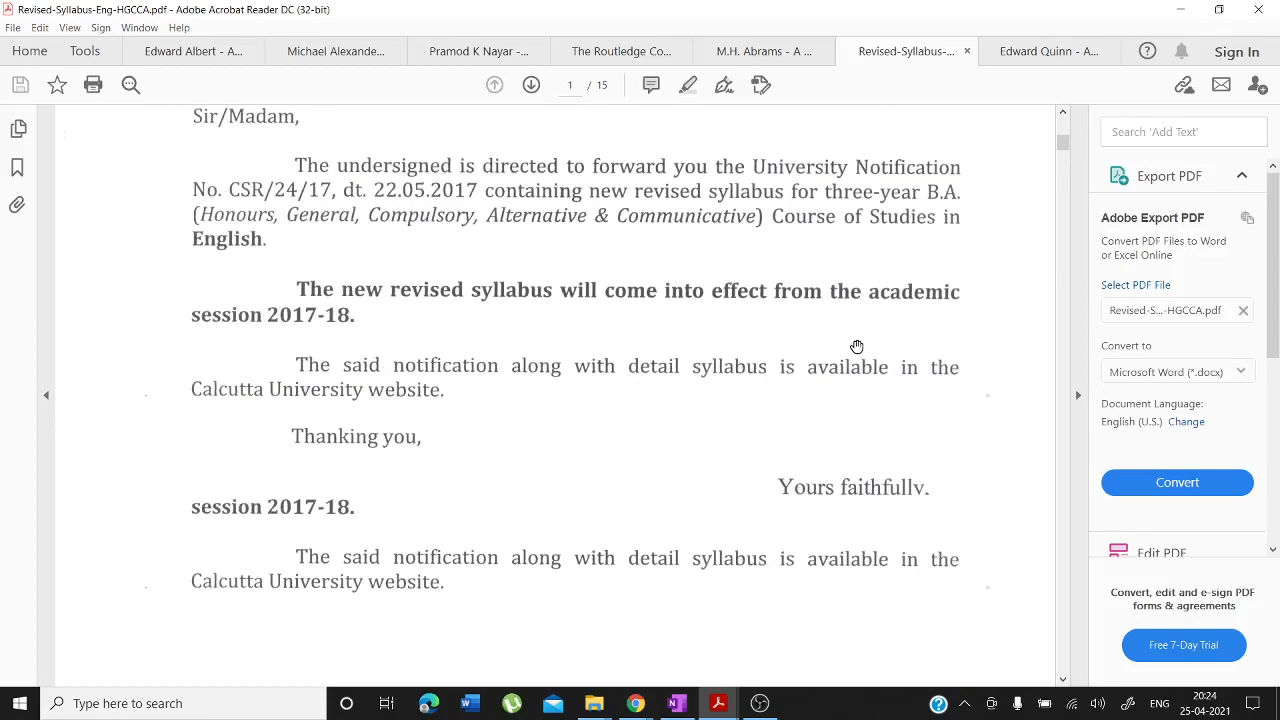 Revised-Syllabus-Eng-HGCCA.pdf - Adobe Acrobat Reader DC (32-bit)
File Edit View Sign Window Help
Home Tools Edward Albert - A... Michael Alexande... Pramod K Nayar -... The Routledge Co... M.H. Abrams - A ... Revised-Syllabus-... × Edward Quinn - A... Sign In
1 / 15
Sir/Madam,
The undersigned is directed to forward you the University Notification
No. CSR/24/17, dt. 22.05.2017 containing new revised syllabus for three-year B.A.
(Honours, General, Compulsory, Alternative & Communicative) Course of Studies in
English.
The new revised syllabus will come into effect from the academic
session 2017-18.
The said notification along with detail syllabus is available in the
Calcutta University website.
Thanking you,
Yours faithfully.
session 2017-18.
The said notification along with detail syllabus is available in the
Calcutta University website.
Search 'Add Text'
Export PDF
Adobe Export PDF
Convert PDF Files to Word
or Excel Online
Select PDF File
Revised-S...-HGCCA.pdf
Convert to
Microsoft Word (*.docx)
Document Language:
English (U.S.) Change
Convert
Edit PDF
Convert, edit and e-sign PDF
forms & agreements
Free 7-Day Trial
Type here to search
ENG
20:24
25-04-2021